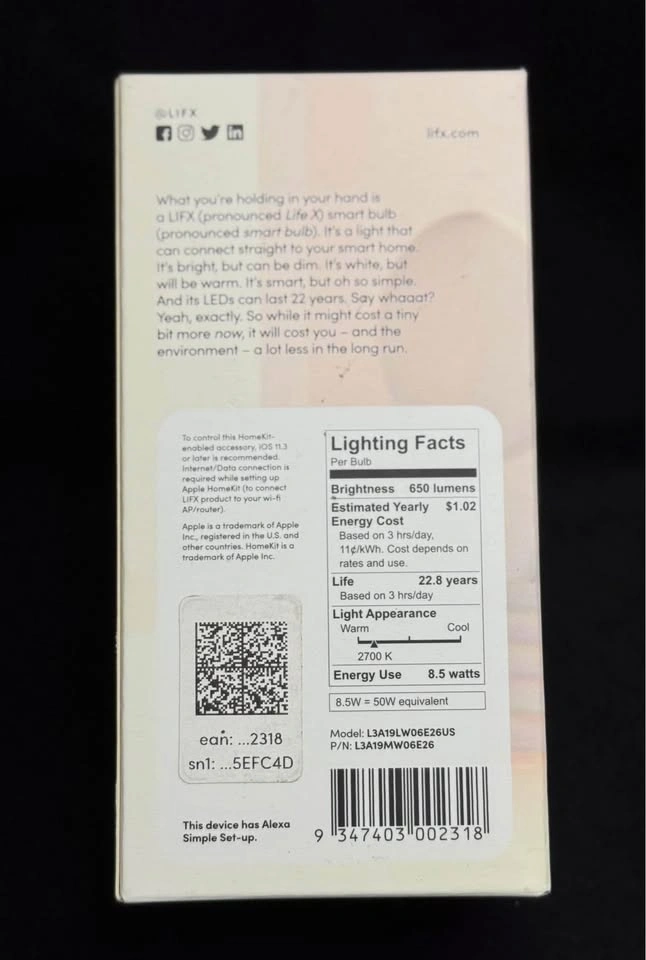 @LIFX
lifx.com
What you're holding in your hand is
a LIFX (pronounced Life X) smart bulb
(pronounced smart bulb). It's a light that
can connect straight to your smart home.
It's bright, but can be dim. It's white, but
will be warm. It's smart, but oh so simple.
And its LEDs can last 22 years. Say whaaat?
Yeah, exactly. So while it might cost a tiny
bit more now, it will cost you – and the
environment – a lot less in the long run.
To control this HomeKit-
enabled accessory, iOS 11.3
or later is recommended.
Internet/Data connection is
required while setting up
Apple HomeKit (to connect
LIFX product to your wi-fi
AP/router).
Apple is a trademark of Apple
Inc., registered in the U.S. and
other countries. HomeKit is a
trademark of Apple Inc.
ean: ...2318
sn1: ...5EFC4D
This device has Alexa
Simple Set-up.
Lighting Facts
Per Bulb
Brightness 650 lumens
Estimated Yearly $1.02
Energy Cost
Based on 3 hrs/day,
11¢/kWh. Cost depends on
rates and use.
Life 22.8 years
Based on 3 hrs/day
Light Appearance
Warm Cool
2700 K
Energy Use 8.5 watts
8.5W = 50W equivalent
Model: L3A19LW06E26US
P/N: L3A19MW06E26
9 347403 002318